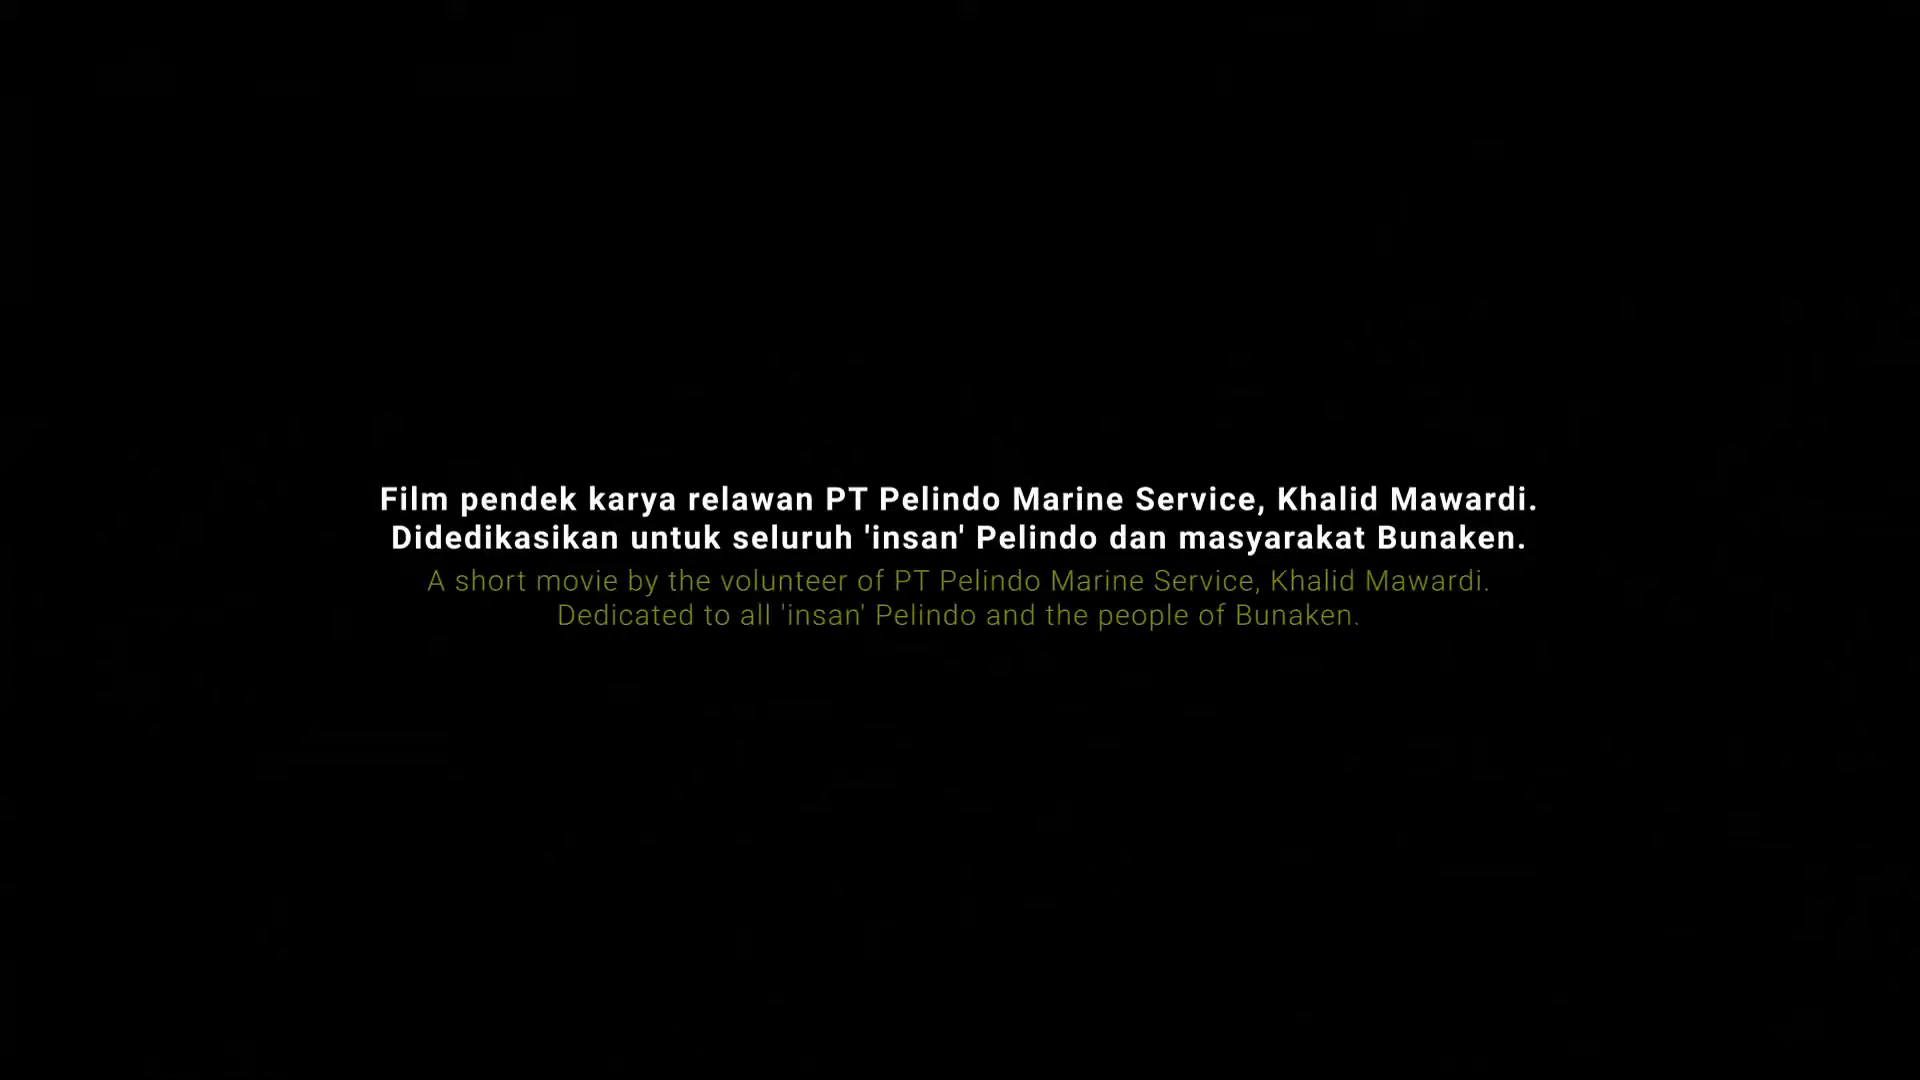 Film pendek karya relawan PT Pelindo Marine Service, Khalid Mawardi.
Didedikasikan untuk seluruh 'insan' Pelindo dan masyarakat Bunaken.
A short movie by the volunteer of PT Pelindo Marine Service, Khalid Mawardi.
Dedicated to all 'insan' Pelindo and the people of Bunaken.